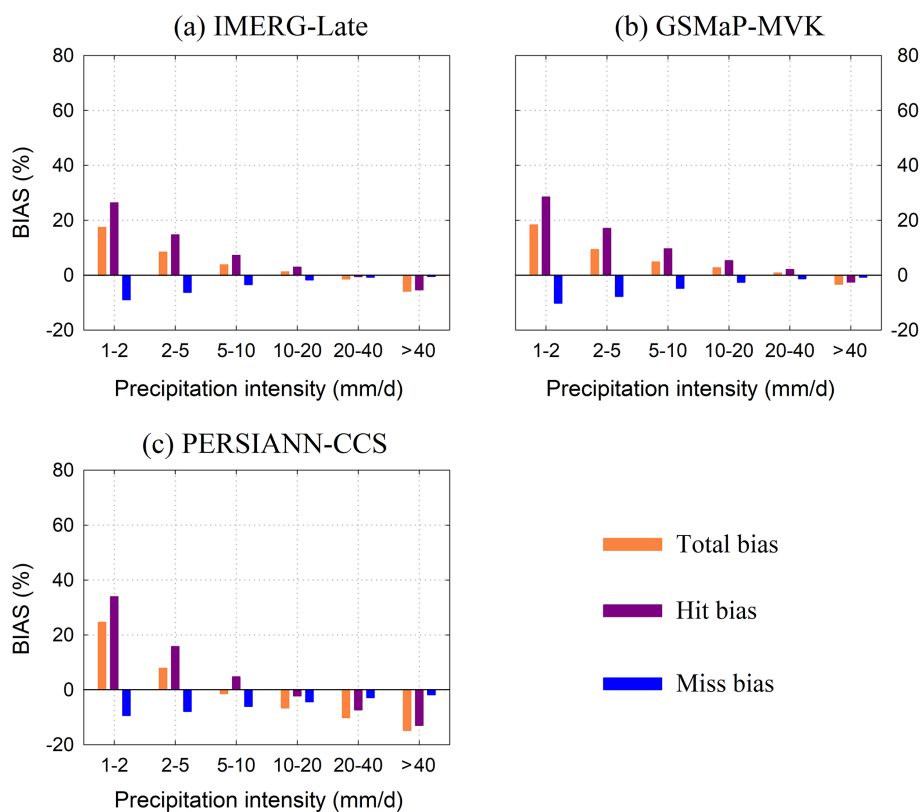 (a) IMERG-Late
(b) GSMaP-MVK
80
60
40
20
0
-20
BIAS (%)
1-2 2-5 5-10 10-20 20-40 >40
Precipitation intensity (mm/d)
80
60
40
20
0
-20
1-2 2-5 5-10 10-20 20-40 >40
Precipitation intensity (mm/d)
(c) PERSIANN-CCS
80
60
40
20
0
-20
BIAS (%)
1-2 2-5 5-10 10-20 20-40 >40
Precipitation intensity (mm/d)
Total bias
Hit bias
Miss bias